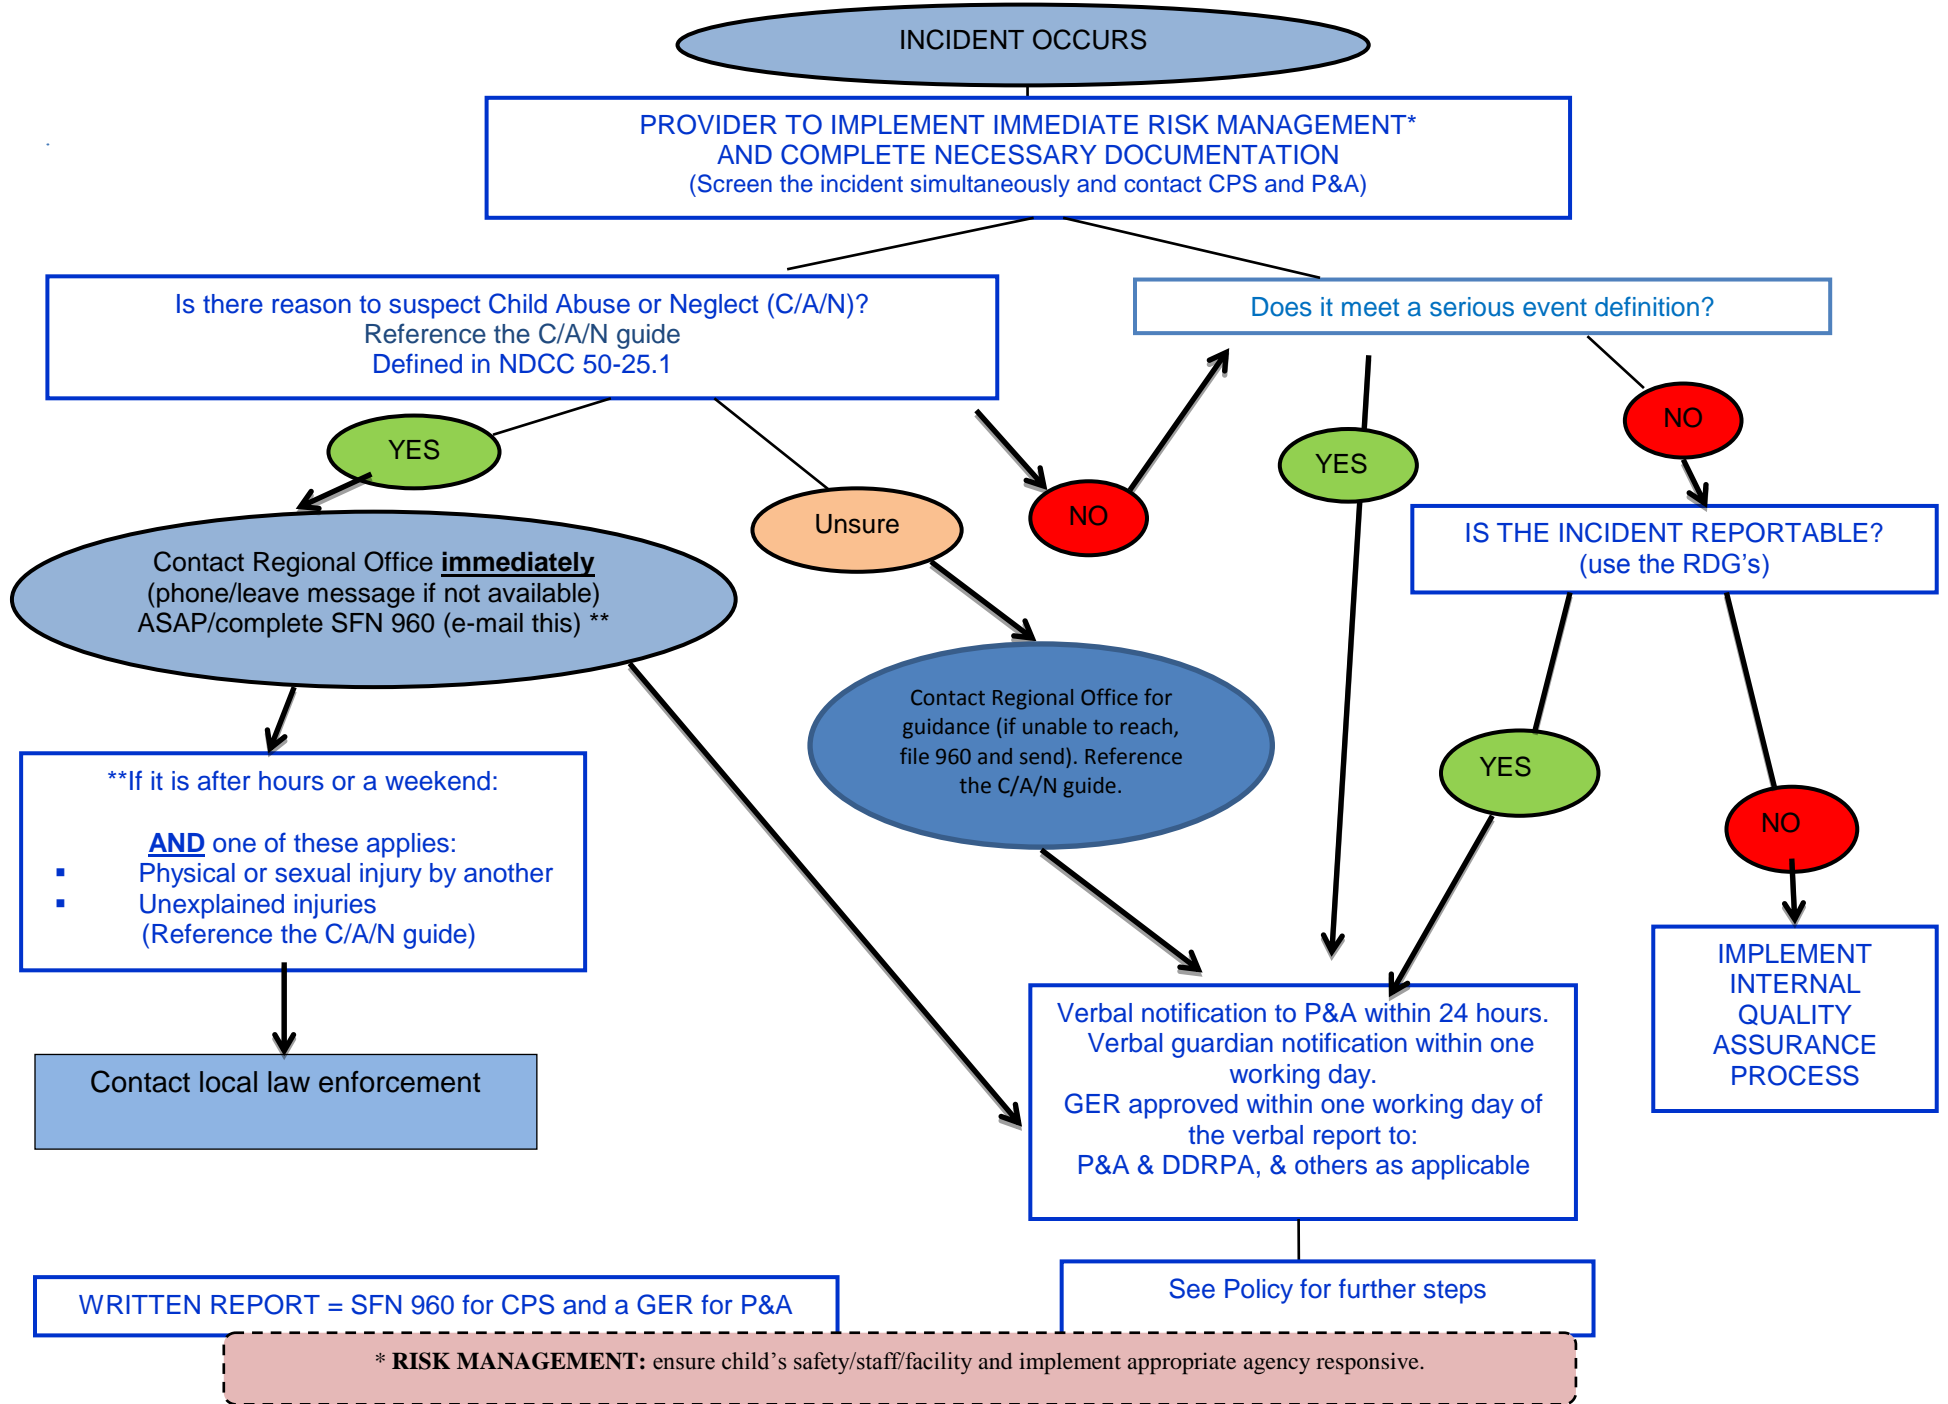 INCIDENT OCCURS
PROVIDER TO IMPLEMENT IMMEDIATE RISK MANAGEMENT*
AND COMPLETE NECESSARY DOCUMENTATION
(Screen the incident simultaneously and contact CPS and P&A)
Is there reason to suspect Child Abuse or Neglect (C/A/N)?
Reference the C/A/N guide
Defined in NDCC 50-25.1
Does it meet a serious event definition?
YES
Unsure
NO
YES
NO
Contact Regional Office immediately
(phone/leave message if not available)
ASAP/complete SFN 960 (e-mail this) **
IS THE INCIDENT REPORTABLE?
(use the RDG's)
Contact Regional Office for
guidance (if unable to reach,
file 960 and send). Reference
the C/A/N guide.
YES
NO
**If it is after hours or a weekend:
AND one of these applies:
▪ Physical or sexual injury by another
▪ Unexplained injuries
(Reference the C/A/N guide)
Contact local law enforcement
Verbal notification to P&A within 24 hours.
Verbal guardian notification within one
working day.
GER approved within one working day of
the verbal report to:
P&A & DDRPA, & others as applicable
IMPLEMENT
INTERNAL
QUALITY
ASSURANCE
PROCESS
See Policy for further steps
WRITTEN REPORT = SFN 960 for CPS and a GER for P&A
* RISK MANAGEMENT: ensure child's safety/staff/facility and implement appropriate agency responsive.